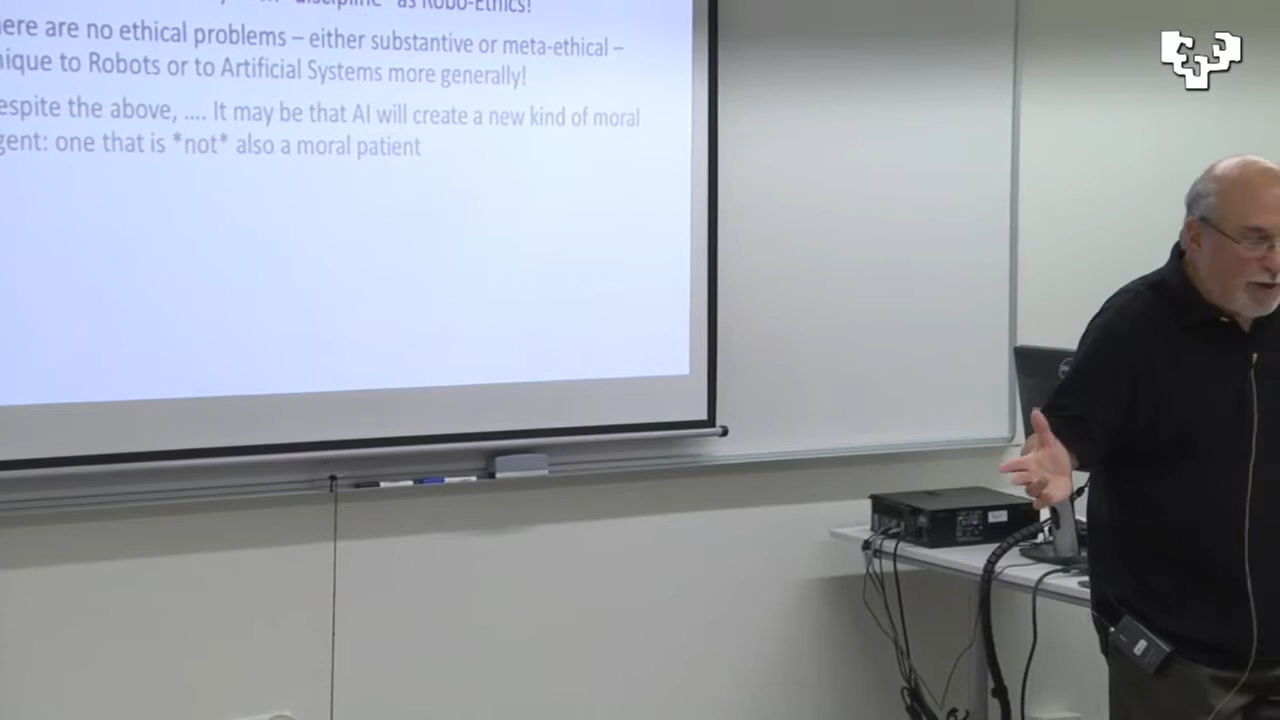 "discipline" as Robo-Ethics!
ere are no ethical problems – either substantive or meta-ethical –
ique to Robots or to Artificial Systems more generally!
espite the above, .... It may be that AI will create a new kind of moral
gent: one that is *not* also a moral patient